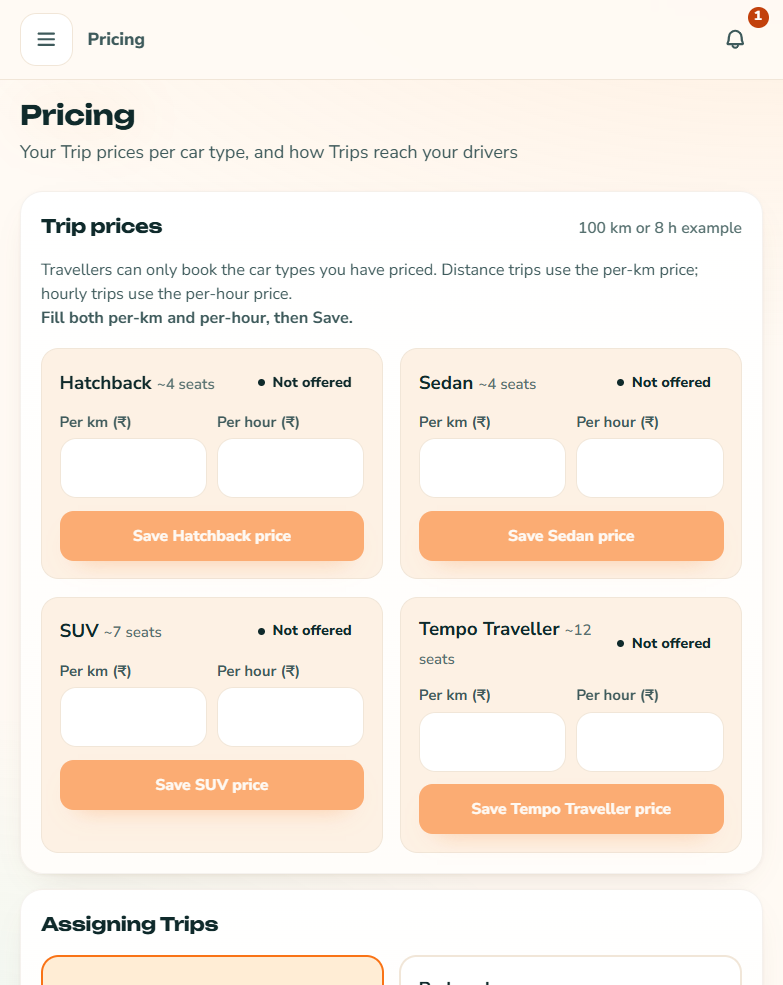 Pricing
1
Pricing
Your Trip prices per car type, and how Trips reach your drivers
Trip prices
100 km or 8 h example
Travellers can only book the car types you have priced. Distance trips use the per-km price;
hourly trips use the per-hour price.
Fill both per-km and per-hour, then Save.
Hatchback ~4 seats
Not offered
Per km (₹)
Per hour (₹)
Save Hatchback price
Sedan ~4 seats
Not offered
Per km (₹)
Per hour (₹)
Save Sedan price
SUV ~7 seats
Not offered
Per km (₹)
Per hour (₹)
Save SUV price
Tempo Traveller ~12
seats
Not offered
Per km (₹)
Per hour (₹)
Save Tempo Traveller price
Assigning Trips